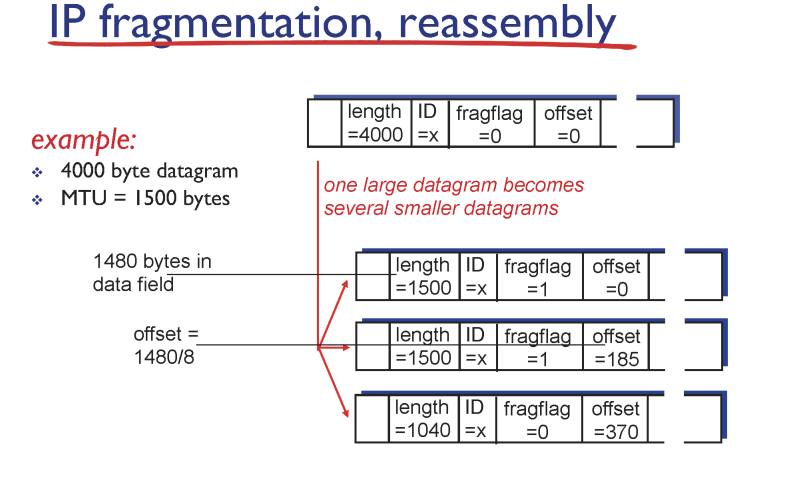 IP fragmentation, reassembly
length ID fragflag offset
=4000 =x =0 =0
example:
❖ 4000 byte datagram
❖ MTU = 1500 bytes
one large datagram becomes
several smaller datagrams
1480 bytes in
data field
length ID fragflag offset
=1500 =x =1 =0
offset =
1480/8
length ID fragflag offset
=1500 =x =1 =185
length ID fragflag offset
=1040 =x =0 =370